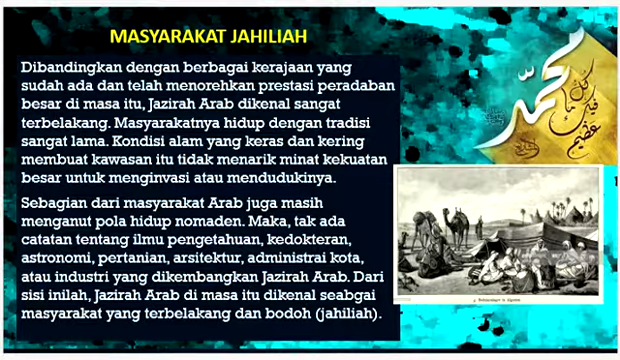 MASYARAKAT JAHILIAH
Dibandingkan dengan berbagai kerajaan yang
sudah ada dan telah menorehkan prestasi peradaban
besar di masa itu, Jazirah Arab dikenal sangat
terbelakang. Masyarakatnya hidup dengan tradisi
sangat lama. Kondisi alam yang keras dan kering
membuat kawasan itu tidak menarik minat kekuatan
besar untuk menginvasi atau mendudukinya.
Sebagian dari masyarakat Arab juga masih
menganut pola hidup nomaden. Maka, tak ada
catatan tentang ilmu pengetahuan, kedokteran,
astronomi, pertanian, arsitektur, administrai kota,
atau industri yang dikembangkan Jazirah Arab. Dari
sisi inilah, Jazirah Arab di masa itu dikenal seabgai
masyarakat yang terbelakang dan bodoh (jahiliah).
محمد
كل ما
فيك
عظيم